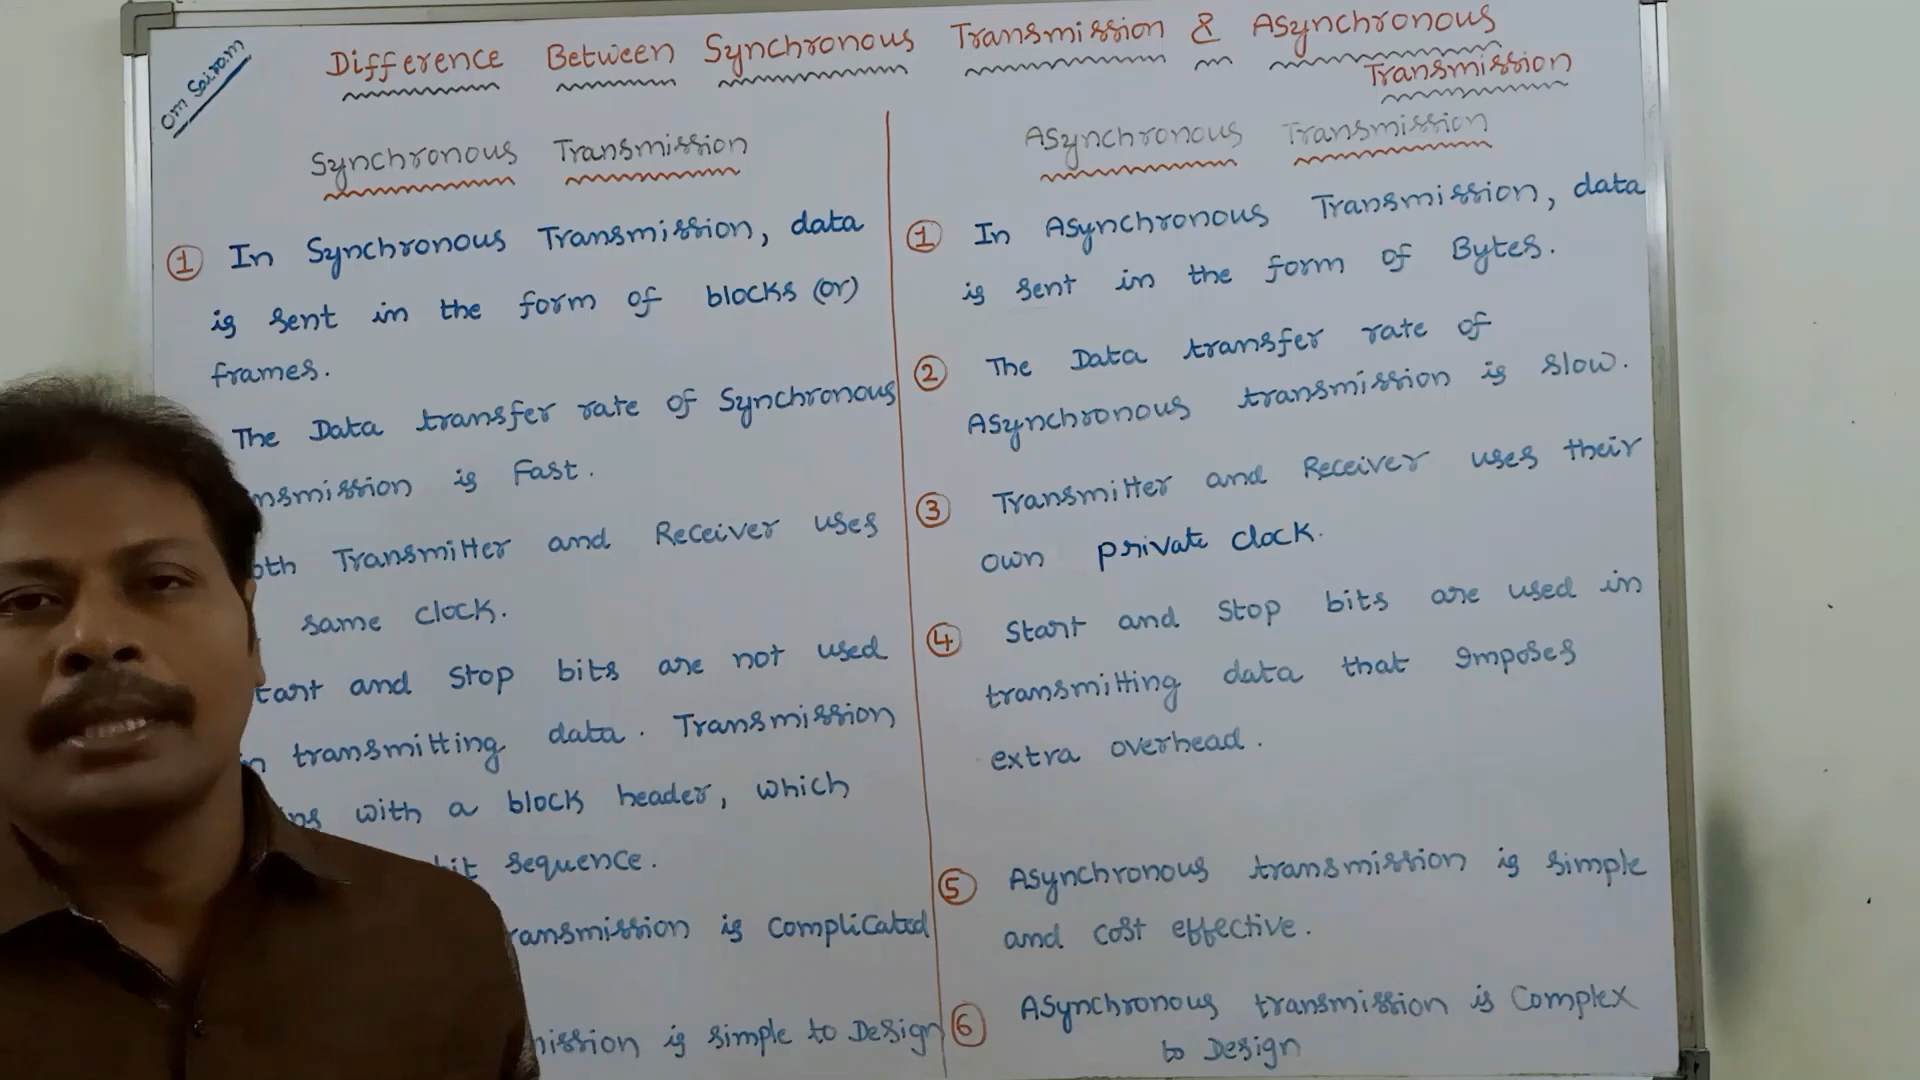 Om Sairam
Difference Between Synchronous Transmission & Asynchronous
Transmission
Synchronous Transmission
① In Synchronous Transmission, data
is sent in the form of blocks (or)
frames.
The Data transfer rate of Synchronous
is Fast.
Transmitter and Receiver uses
same clock.
and Stop bits are not used
transmitting data. Transmission
with a block header, which
sequence.
is Complicated
is simple to Design
Asynchronous Transmission
① In Asynchronous Transmission, data
is sent in the form of Bytes.
② The Data transfer rate of
Asynchronous transmission is slow.
③ Transmitter and Receiver uses their
own private clock.
④ Start and Stop bits are used in
transmitting data that imposes
extra overhead.
⑤ Asynchronous transmission is simple
and cost effective.
⑥ Asynchronous transmission is Complex
to Design